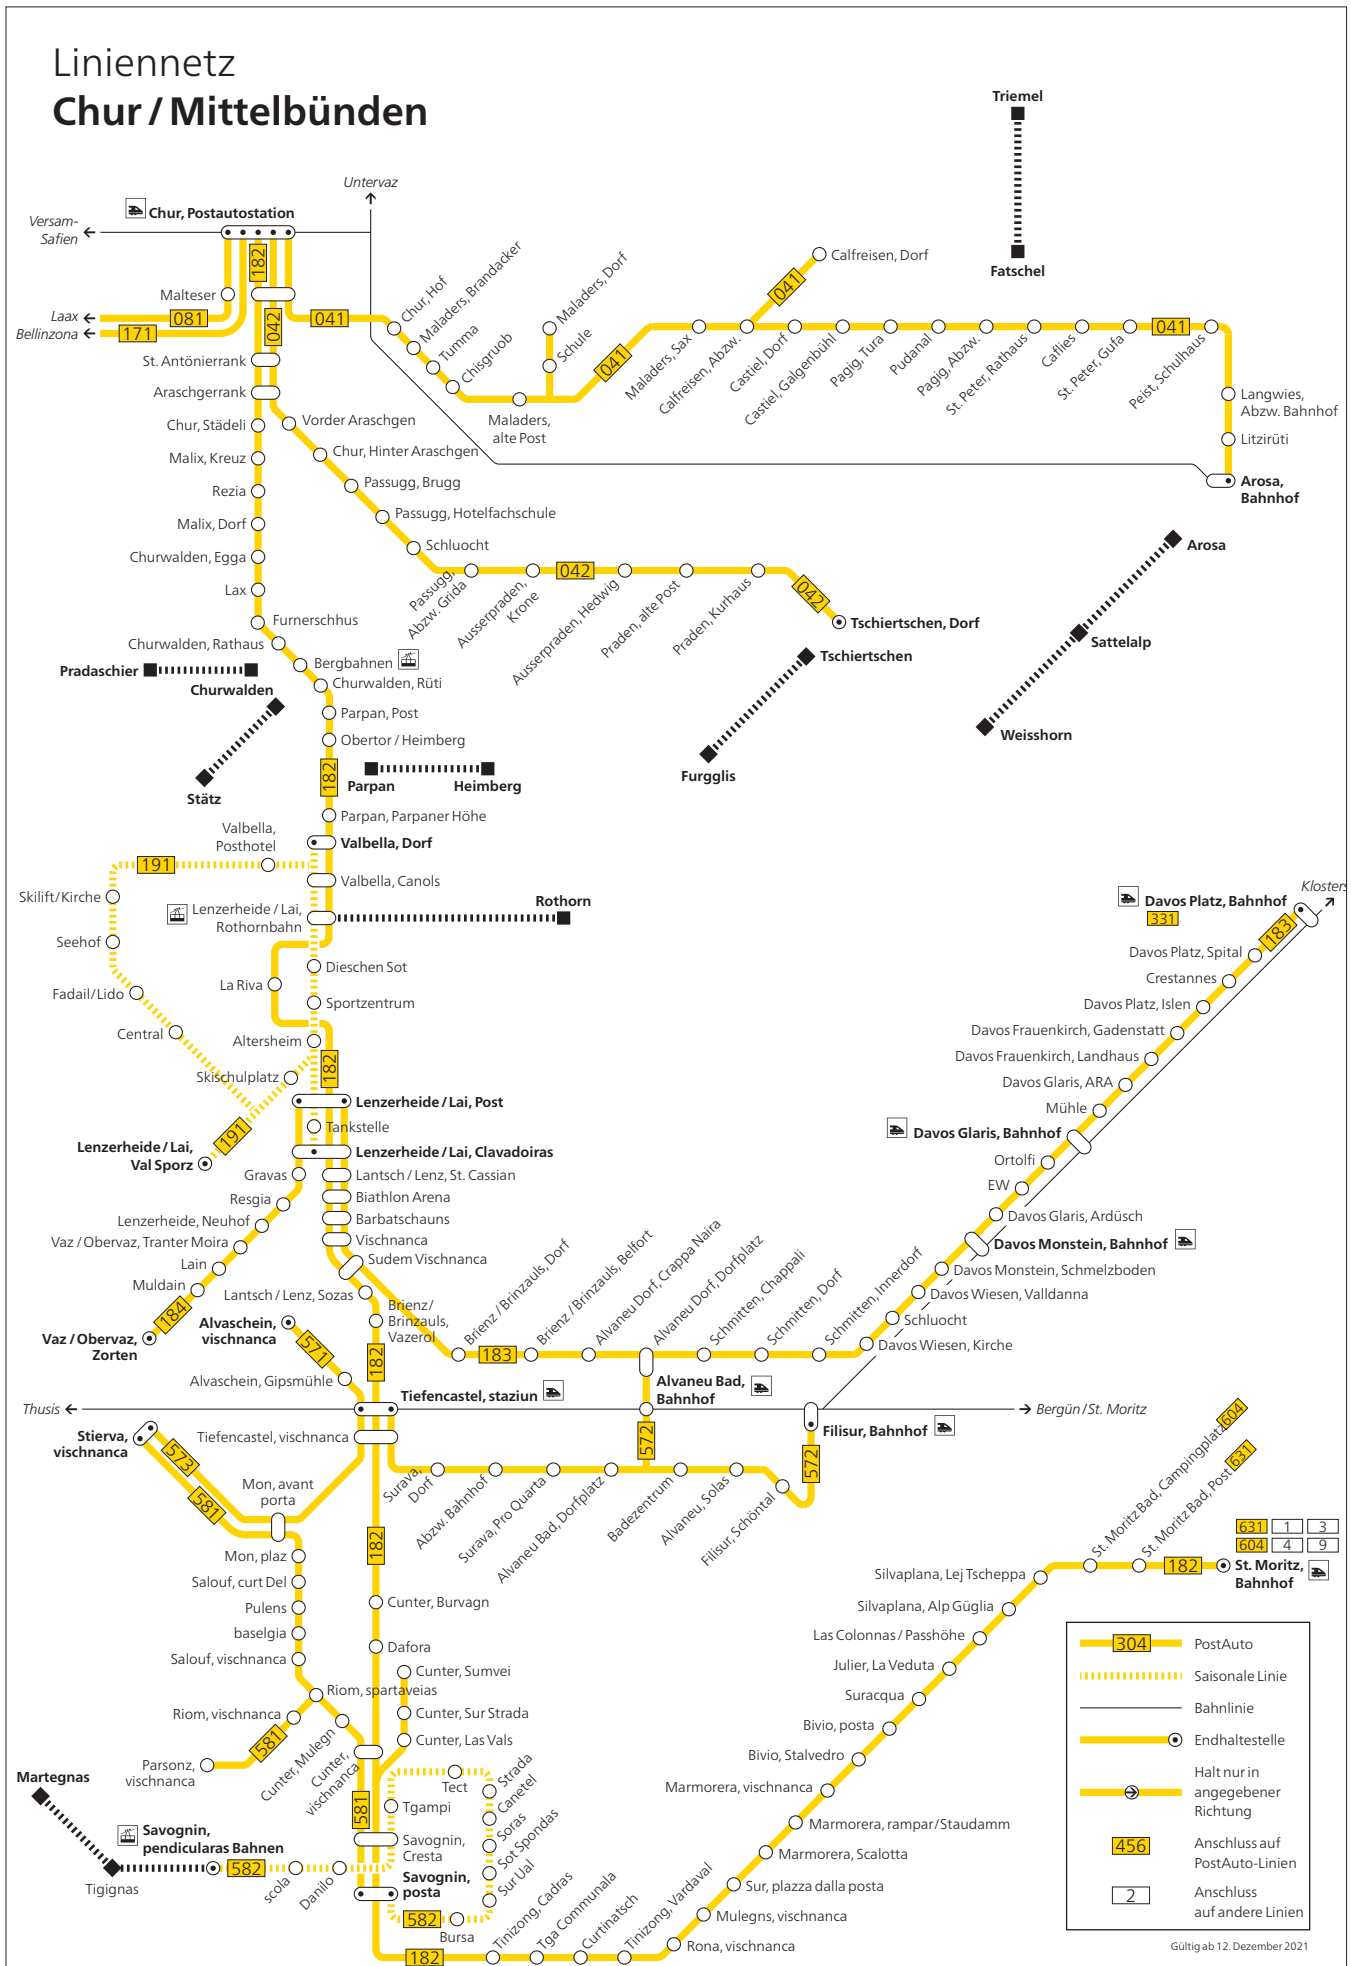 Liniennetz
Chur / Mittelbünden
Triemel
Fatschel
Untervaz
Versam-
Safien
Chur, Postautostation
182
Malteser
Laax
081
Bellinzona
171
042
041
Chur, Hof
Maladers, Brandacker
Tumma
Chisgruob
Maladers,
alte Post
Schule
Maladers, Dorf
041
Maladers, Sax
Calfreisen, Abzw.
041
Calfreisen, Dorf
Castiel, Dorf
Castiel, Galgenbühl
Pagig, Tura
Pudanal
Pagig, Abzw.
St. Peter, Rathaus
Caflies
St. Peter, Gufa
041
Peist, Schulhaus
Langwies,
Abzw. Bahnhof
Litzirüti
Arosa,
Bahnhof
St. Antönierrank
Araschgerrank
Chur, Städeli
Malix, Kreuz
Rezia
Malix, Dorf
Churwalden, Egga
Lax
Furnerschhus
Churwalden, Rathaus
Bergbahnen
Churwalden, Rüti
Parpan, Post
Obertor / Heimberg
182
Parpan, Parpaner Höhe
Vorder Araschgen
Chur, Hinter Araschgen
Passugg, Brugg
Passugg, Hotelfachschule
Schluocht
Passugg,
Abzw. Grida
Ausserpraden,
Krone
042
Ausserpraden, Hedwig
Praden, alte Post
Praden, Kurhaus
042
Tschiertschen, Dorf
Tschiertschen
Furgglis
Arosa
Sattelalp
Weisshorn
Pradaschier
Churwalden
Stätz
Parpan
Heimberg
Valbella,
Posthotel
Valbella, Dorf
191
Valbella, Canols
Skilift/Kirche
Lenzerheide / Lai,
Rothornbahn
Rothorn
Seehof
Dieschen Sot
La Riva
Fadail/Lido
Sportzentrum
Central
Altersheim
Skischulplatz
182
Lenzerheide / Lai, Post
191
Tankstelle
Lenzerheide / Lai,
Val Sporz
Lenzerheide / Lai, Clavadoiras
Gravas
Lantsch / Lenz, St. Cassian
Resgia
Biathlon Arena
Lenzerheide, Neuhof
Barbatschauns
Vaz / Obervaz, Tranter Moira
Vischnanca
Lain
Sudem Vischnanca
Muldain
Lantsch / Lenz, Sozas
184
Vaz / Obervaz,
Zorten
Brienz /
Brinzauls,
Vazerol
182
Klosters
Davos Platz, Bahnhof
331
183
Davos Platz, Spital
Crestannes
Davos Platz, Islen
Davos Frauenkirch, Gadenstatt
Davos Frauenkirch, Landhaus
Davos Glaris, ARA
Mühle
Davos Glaris, Bahnhof
Ortolfi
EW
Davos Glaris, Ardüsch
Davos Monstein, Bahnhof
Davos Monstein, Schmelzboden
Davos Wiesen, Valldanna
Schluocht
Davos Wiesen, Kirche
Brienz / Brinzauls, Dorf
183
Brienz / Brinzauls, Belfort
Alvaneu Dorf, Crappa Naira
Alvaneu Dorf, Dorfplatz
Schmitten, Chappali
Schmitten, Dorf
Schmitten, Innerdorf
Alvaschein,
vischnanca
571
Alvaschein, Gipsmühle
Thusis
Tiefencastel, staziun
Alvaneu Bad,
Bahnhof
Bergün / St. Moritz
Filisur, Bahnhof
Stierva,
vischnanca
Tiefencastel, vischnanca
573
581
Mon, avant
porta
572
572
Surava,
Dorf
Abzw. Bahnhof
Surava, Pro Quarta
Alvaneu Bad, Dorfplatz
Badezentrum
Alvaneu, Solas
Filisur, Schöntal
182
Mon, plaz
Salouf, curt Del
Pulens
baselgia
Salouf, vischnanca
Riom, spartaveias
Riom, vischnanca
581
Parsonz,
vischnanca
Cunter, Mulegn
Cunter,
vischnanca
Cunter, Burvagn
Dafora
Cunter, Sumvei
Cunter, Sur Strada
Cunter, Las Vals
581
Martegnas
Tigignas
Savognin,
pendicularas Bahnen
582
scola
Danilo
Savognin,
Cresta
Savognin,
posta
Tgampi
Tect
Strada
Canetel
Soras
Sot Spondas
Sur Ual
582
Bursa
182
Tinizong, Cadras
Tga Communala
Curtinatsch
Tinizong, Vardaval
Rona, vischnanca
Mulegns, vischnanca
Sur, plazza dalla posta
Marmorera, Scalotta
Marmorera, rampar/Staudamm
Marmorera, vischnanca
Bivio, Stalvedro
Bivio, posta
Suracqua
Julier, La Veduta
Las Colonnas / Passhöhe
Silvaplana, Alp Güglia
Silvaplana, Lej Tscheppa
St. Moritz Bad, Campingplatz
604
St. Moritz Bad, Post
631
182
631 1 3
604 4 9
St. Moritz,
Bahnhof
304 PostAuto
Saisonale Linie
Bahnlinie
Endhaltestelle
Halt nur in
angegebener
Richtung
456 Anschluss auf
PostAuto-Linien
2 Anschluss
auf andere Linien
Gültig ab 12. Dezember 2021